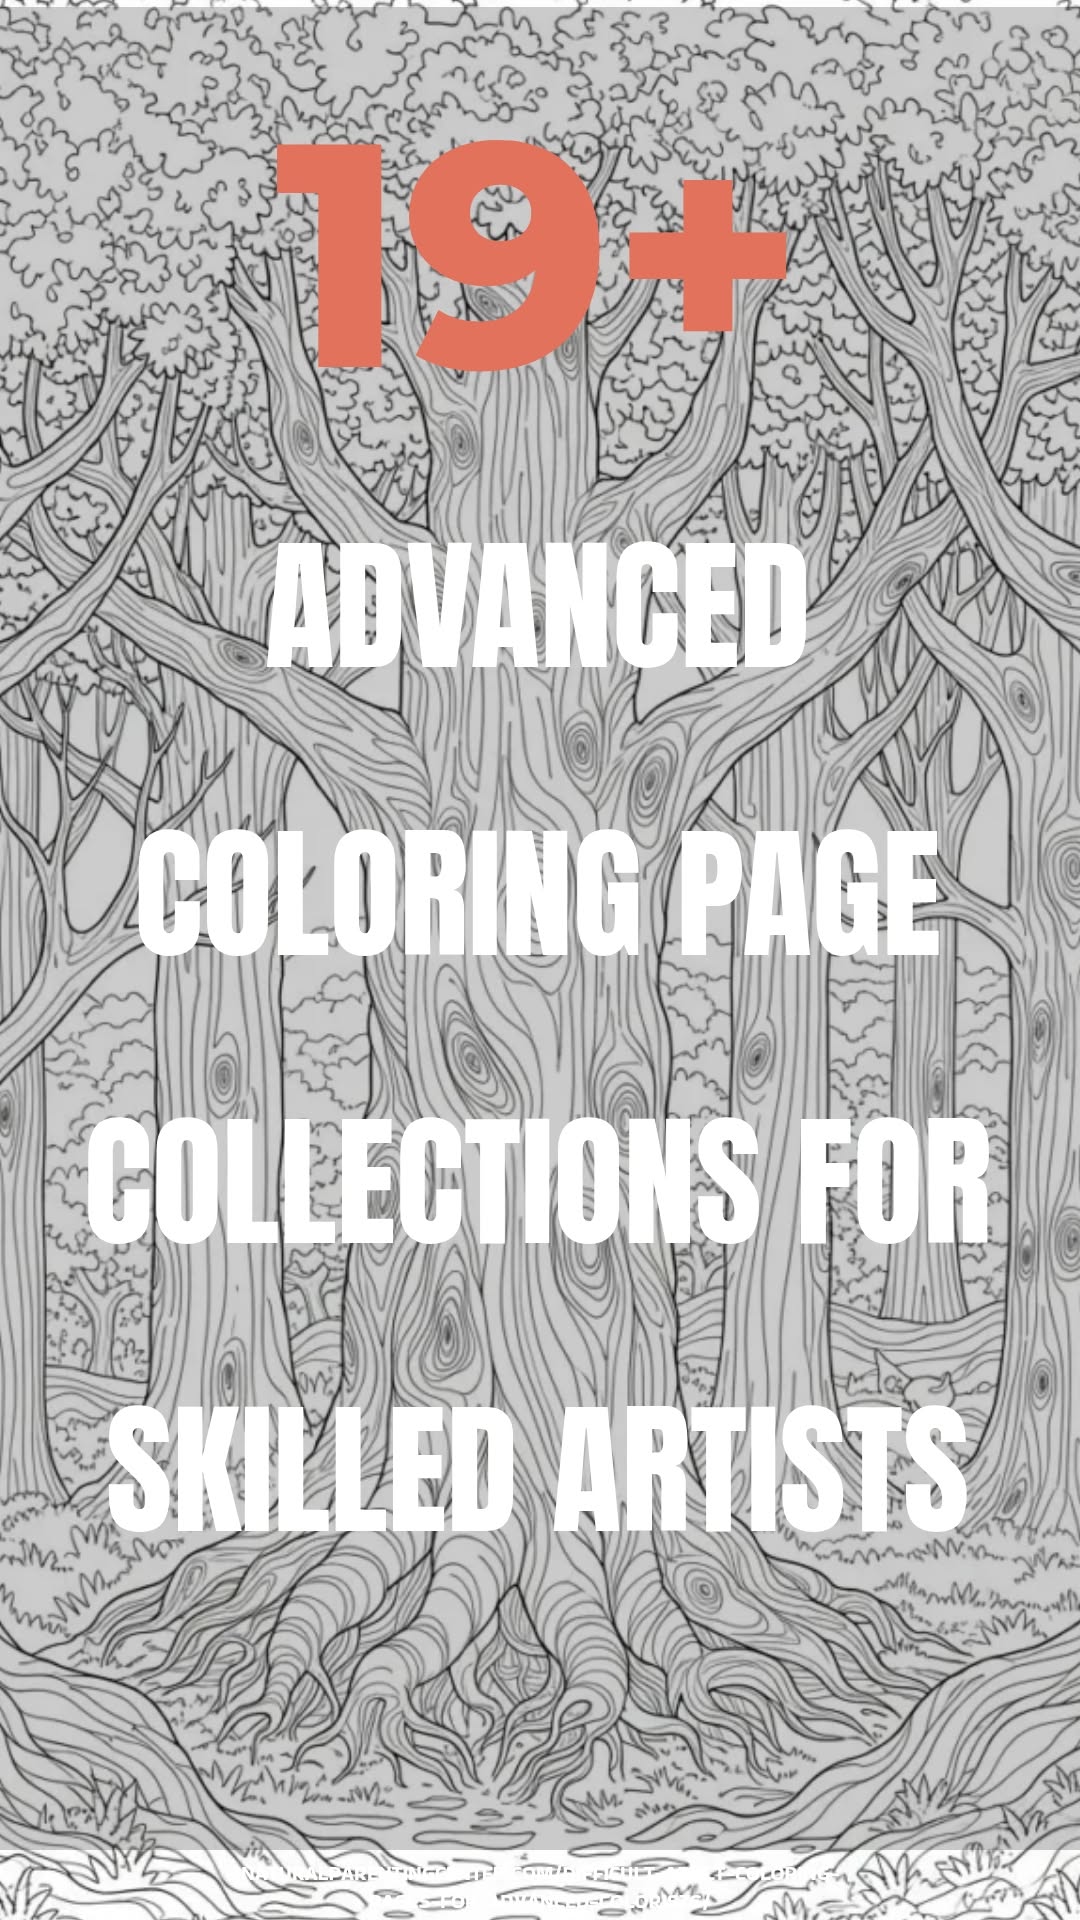 19+
ADVANCED
COLORING PAGE
COLLECTIONS FOR
SKILLED ARTISTS